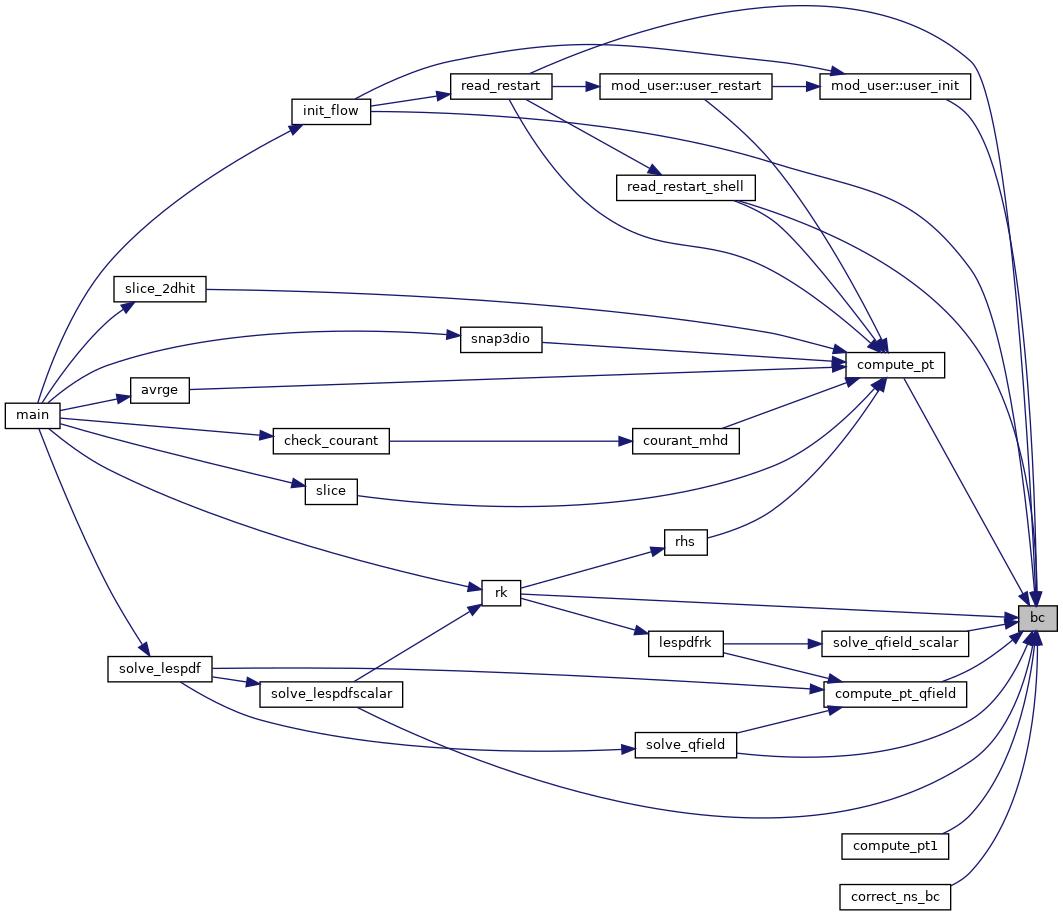 read_restart
mod_user::user_restart
mod_user::user_init
init_flow
read_restart_shell
slice_2dhit
snap3dio
compute_pt
avrge
main
check_courant
courant_mhd
slice
rhs
rk
bc
lespdfrk
solve_qfield_scalar
solve_lespdf
solve_lespdfscalar
compute_pt_qfield
solve_qfield
compute_pt1
correct_ns_bc